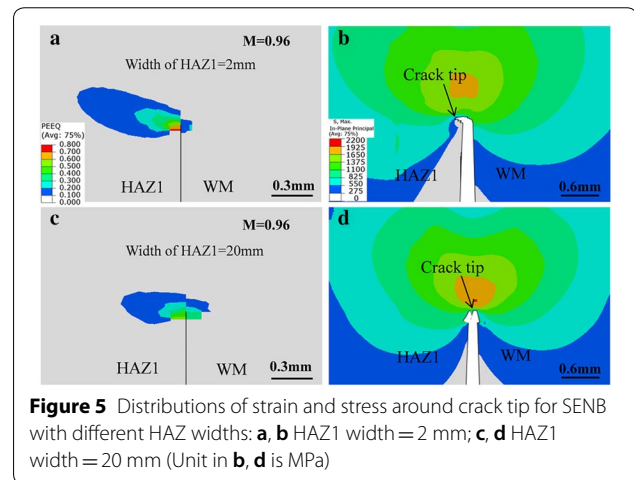 a
M=0.96
Width of HAZ1=2mm
PEEQ
(Avg: 75%)
0.800
0.700
0.600
0.500
0.400
0.300
0.200
0.100
0.000
HAZ1
WM
0.3mm
b
Crack tip
S, Max.
In-Plane Principal
(Avg: 75%)
2200
1925
1650
1375
1100
825
550
275
0
HAZ1
WM
0.6mm
c
M=0.96
Width of HAZ1=20mm
HAZ1
WM
0.3mm
d
Crack tip
HAZ1
WM
0.6mm
Figure 5 Distributions of strain and stress around crack tip for SENB
with different HAZ widths: a, b HAZ1 width = 2 mm; c, d HAZ1
width = 20 mm (Unit in b, d is MPa)